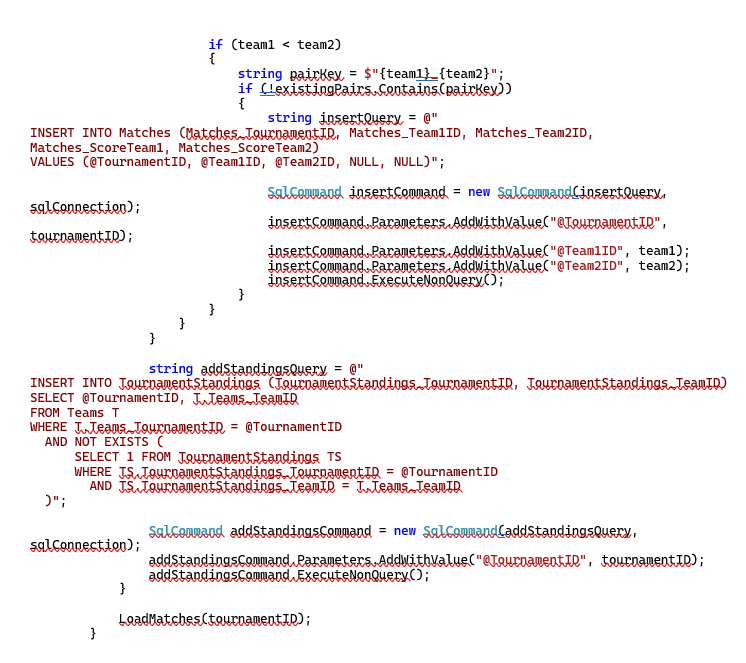 if (team1 < team2)
{
string pairKey = $"{team1}_{team2}";
if (!existingPairs.Contains(pairKey))
{
string insertQuery = @"
INSERT INTO Matches (Matches_TournamentID, Matches_Team1ID, Matches_Team2ID,
Matches_ScoreTeam1, Matches_ScoreTeam2)
VALUES (@TournamentID, @Team1ID, @Team2ID, NULL, NULL)";
SqlCommand insertCommand = new SqlCommand(insertQuery,
sqlConnection);
insertCommand.Parameters.AddWithValue("@TournamentID",
tournamentID);
insertCommand.Parameters.AddWithValue("@Team1ID", team1);
insertCommand.Parameters.AddWithValue("@Team2ID", team2);
insertCommand.ExecuteNonQuery();
}
}
}
}
string addStandingsQuery = @"
INSERT INTO TournamentStandings (TournamentStandings_TournamentID, TournamentStandings_TeamID)
SELECT @TournamentID, T.Teams_TeamID
FROM Teams T
WHERE T.Teams_TournamentID = @TournamentID
AND NOT EXISTS (
SELECT 1 FROM TournamentStandings TS
WHERE TS.TournamentStandings_TournamentID = @TournamentID
AND TS.TournamentStandings_TeamID = T.Teams_TeamID
)";
SqlCommand addStandingsCommand = new SqlCommand(addStandingsQuery,
sqlConnection);
addStandingsCommand.Parameters.AddWithValue("@TournamentID", tournamentID);
addStandingsCommand.ExecuteNonQuery();
}
LoadMatches(tournamentID);
}